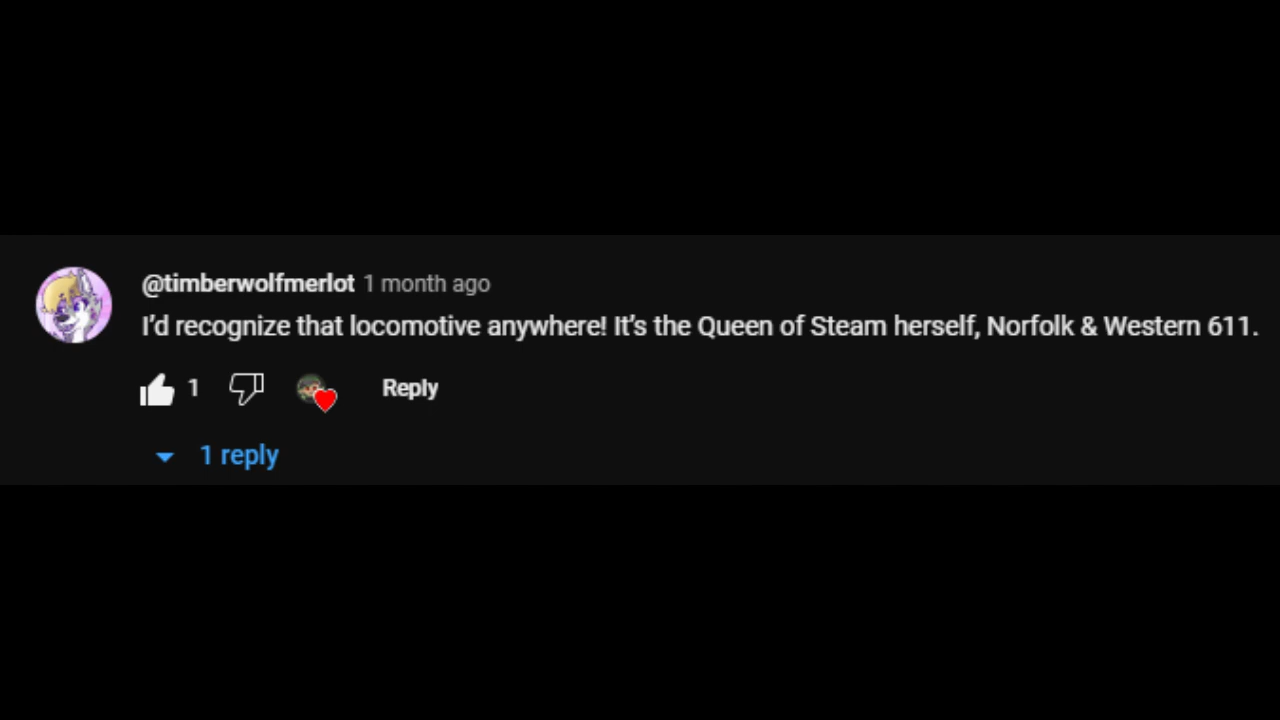 @timberwolfmerlot 1 month ago
I’d recognize that locomotive anywhere! It’s the Queen of Steam herself, Norfolk & Western 611.
1 Reply
1 reply